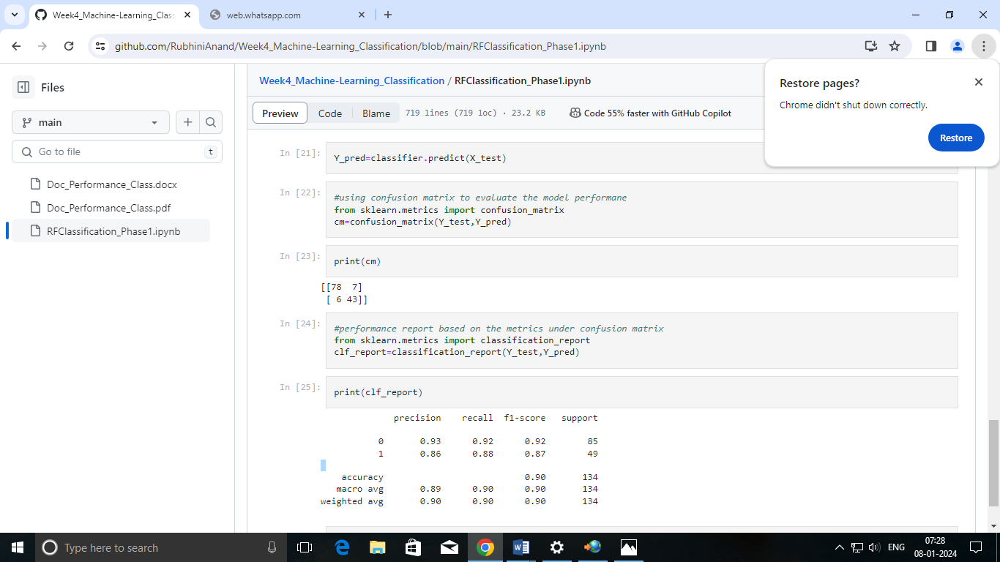 Week4_Machine-Learning_Clas
web.whatsapp.com
github.com/RubhiniAnand/Week4_Machine-Learning_Classification/blob/main/RFClassification_Phase1.ipynb
Restore pages?
Chrome didn't shut down correctly.
Restore
Files
main
Go to file
t
Doc_Performance_Class.docx
Doc_Performance_Class.pdf
RFClassification_Phase1.ipynb
Week4_Machine-Learning_Classification / RFClassification_Phase1.ipynb
Preview Code Blame 719 lines (719 loc) · 23.2 KB Code 55% faster with GitHub Copilot
In [21]: Y_pred=classifier.predict(X_test)
In [22]: #using confusion matrix to evaluate the model performane
from sklearn.metrics import confusion_matrix
cm=confusion_matrix(Y_test,Y_pred)
In [23]: print(cm)
[[78  7]
 [ 6 43]]
In [24]: #performance report based on the metrics under confusion matrix
from sklearn.metrics import classification_report
clf_report=classification_report(Y_test,Y_pred)
In [25]: print(clf_report)
precision recall f1-score support
0 0.93 0.92 0.92 85
1 0.86 0.88 0.87 49
accuracy 0.90 134
macro avg 0.89 0.90 0.90 134
weighted avg 0.90 0.90 0.90 134
Type here to search
ENG
07:28
08-01-2024